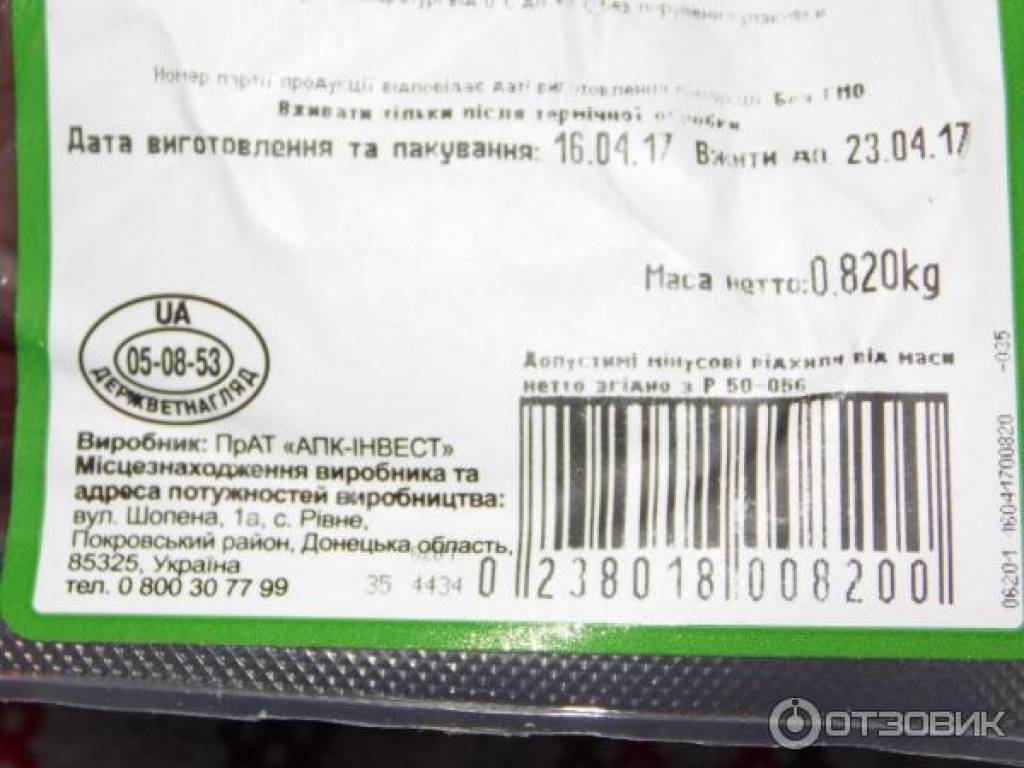 Номер партії продукції відповідає даті виготовлення продукції Без ГМО
Вживати тільки після термічної обробки
Дата виготовлення та пакування: 16.04.17 Вжити до 23.04.17
Маса нетто:0.820kg
UA
05-08-53
ДЕРЖВЕТНАГЛЯД
Допустимі мінусові відхили від маси
нетто згідно з Р 50-056
Виробник: ПрАТ «АПК-ІНВЕСТ»
Місцезнаходження виробника та
адреса потужностей виробництва:
вул. Шопена, 1а, с. Рівне,
Покровський район, Донецька область,
85325, Україна
тел. 0 800 30 77 99
35 4434
0 238018 008200
0620-1 -16041700820 -035
ОТЗОВИК